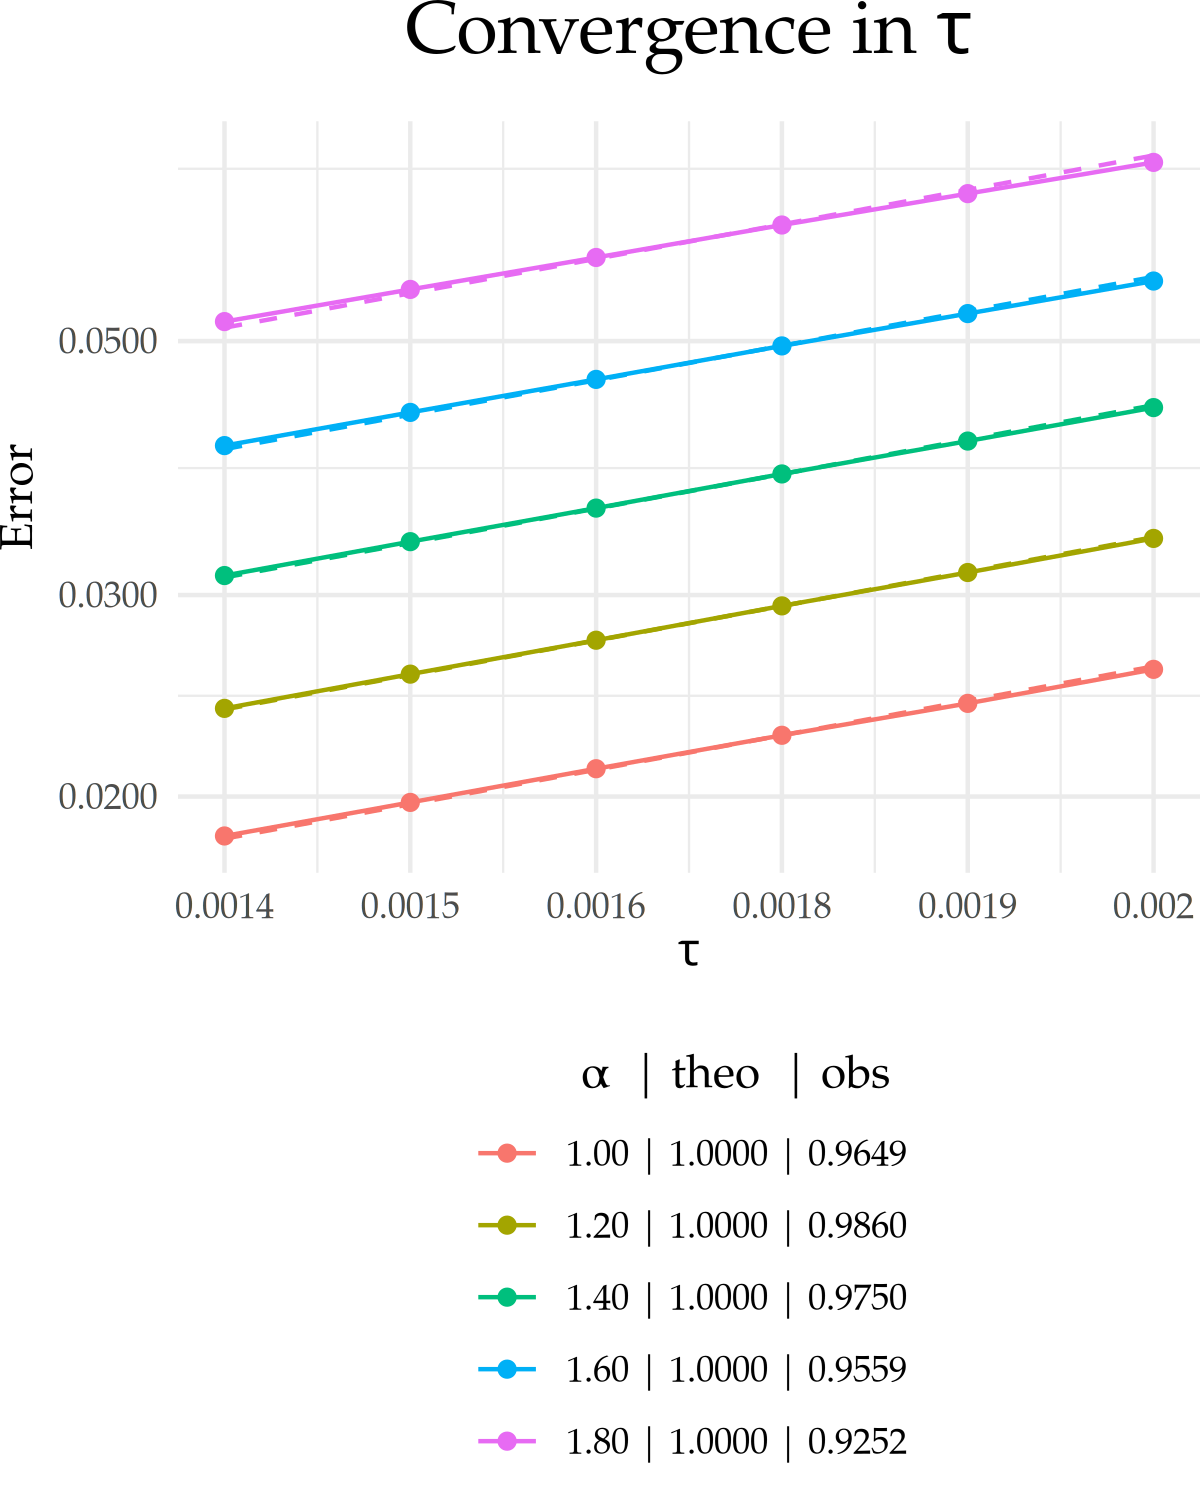 Convergence in τ
Error
0.0500
0.0300
0.0200
0.0014 0.0015 0.0016 0.0018 0.0019 0.002
τ
α | theo | obs
1.00 | 1.0000 | 0.9649
1.20 | 1.0000 | 0.9860
1.40 | 1.0000 | 0.9750
1.60 | 1.0000 | 0.9559
1.80 | 1.0000 | 0.9252